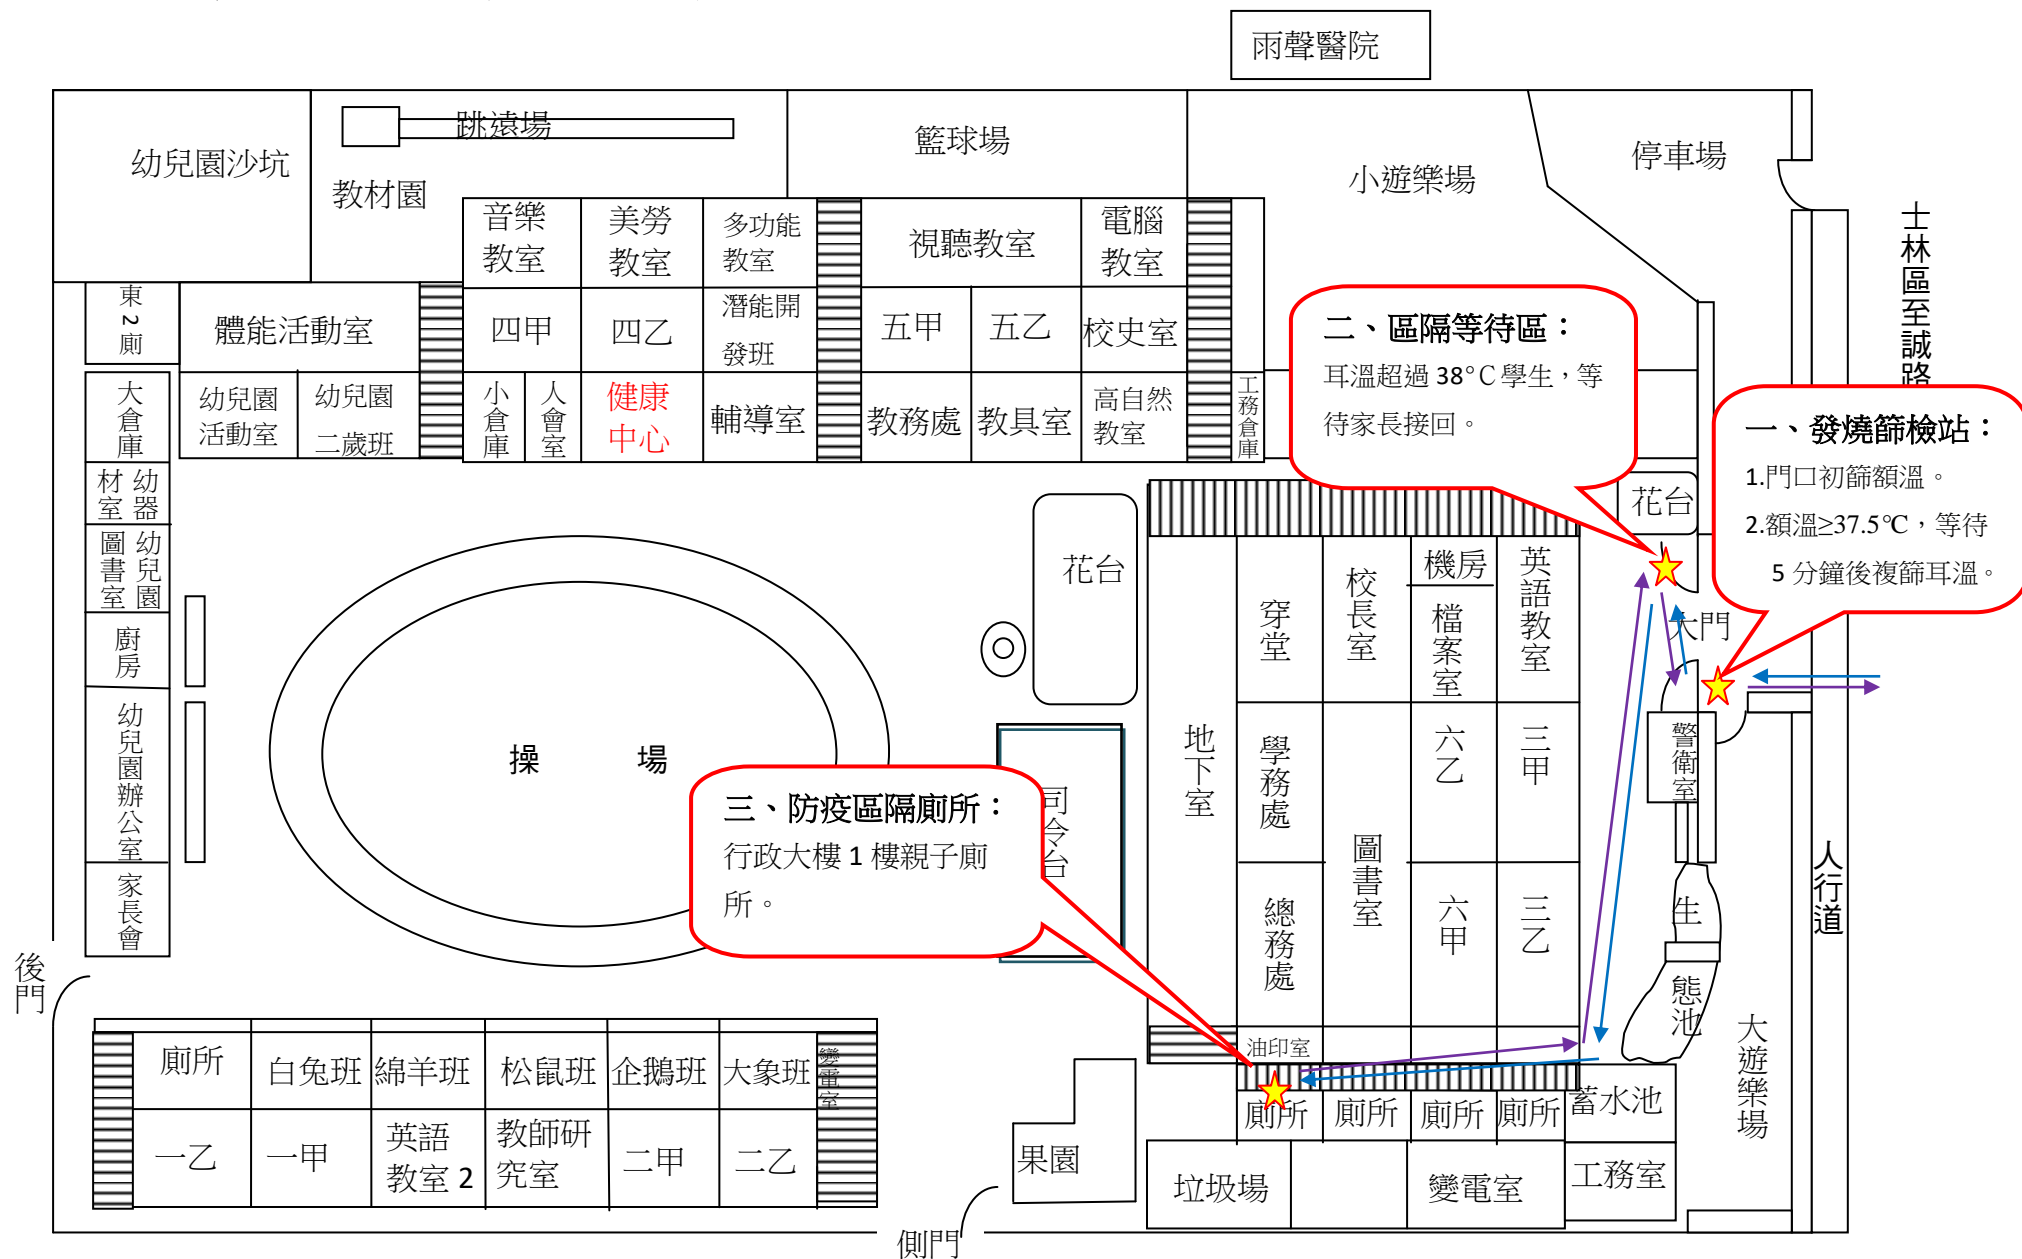 雨聲醫院
幼兒園沙坑
跳遠場
教材園
籃球場
小遊樂場
停車場
士林區至誠路
音樂
教室
美勞
教室
多功能
教室
視聽教室
電腦
教室
東2廁
體能活動室
四甲
四乙
潛能開
發班
五甲
五乙
校史室
大倉庫
幼兒園
活動室
幼兒園
二歲班
小倉庫
人會室
健康
中心
輔導室
教務處
教具室
高自然
教室
工務倉庫
二、區隔等待區：
耳溫超過38°C學生，等
待家長接回。
一、發燒篩檢站：
1.門口初篩額溫。
2.額溫≥37.5℃，等待
5分鐘後複篩耳溫。
幼器
材室
幼兒園
圖書室
廚房
幼兒園辦公室
家長會
後門
操場
花台
司令台
三、防疫區隔廁所：
行政大樓1樓親子廁
所。
地下室
穿堂
校長室
機房
檔案室
英語教室
學務處
圖書室
六乙
三甲
總務處
六甲
三乙
油印室
花台
大門
警衛室
生
態池
人行道
大遊樂場
廁所
白兔班
綿羊班
松鼠班
企鵝班
大象班
變電室
一乙
一甲
英語
教室2
教師研
究室
二甲
二乙
果園
側門
廁所
廁所
廁所
廁所
蓄水池
垃圾場
變電室
工務室